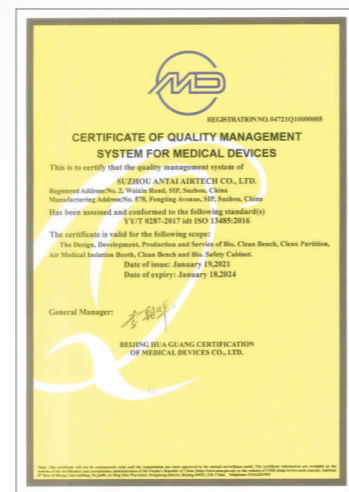 MD
REGISTRATION NO. 04721Q10000005
CERTIFICATE OF QUALITY MANAGEMENT
SYSTEM FOR MEDICAL DEVICES
This is to certify that the quality management system of
SUZHOU ANTAI AIRTECH CO., LTD.
Registered Address:No. 2, Weixin Road, SIP, Suzhou, China
Manufacturing Address:No. 578, Fengting Avenue, SIP, Suzhou, China
Has been assessed and conformed to the following standard(s)
YY/T 0287-2017 idt ISO 13485:2016
The certificate is valid for the following scope:
The Design, Development, Production and Service of Bio. Clean Bench, Clean Partition,
Air Medical Isolation Booth, Clean Bench and Bio. Safety Cabinet.
Date of issue: January 19,2021
Date of expiry: January 18,2024
General Manager:
BEIJING HUA GUANG CERTIFICATION
OF MEDICAL DEVICES CO., LTD.